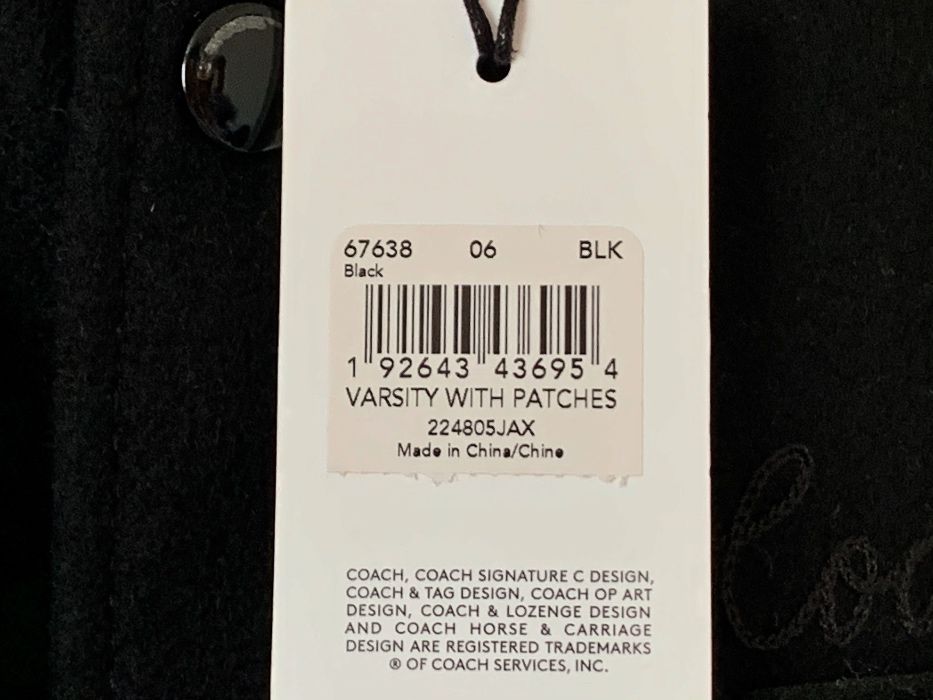 67638 06 BLK
Black
1 92643 43695 4
VARSITY WITH PATCHES
224805JAX
Made in China/Chine
COACH, COACH SIGNATURE C DESIGN,
COACH & TAG DESIGN, COACH OP ART
DESIGN, COACH & LOZENGE DESIGN
AND COACH HORSE & CARRIAGE
DESIGN ARE REGISTERED TRADEMARKS
® OF COACH SERVICES, INC.